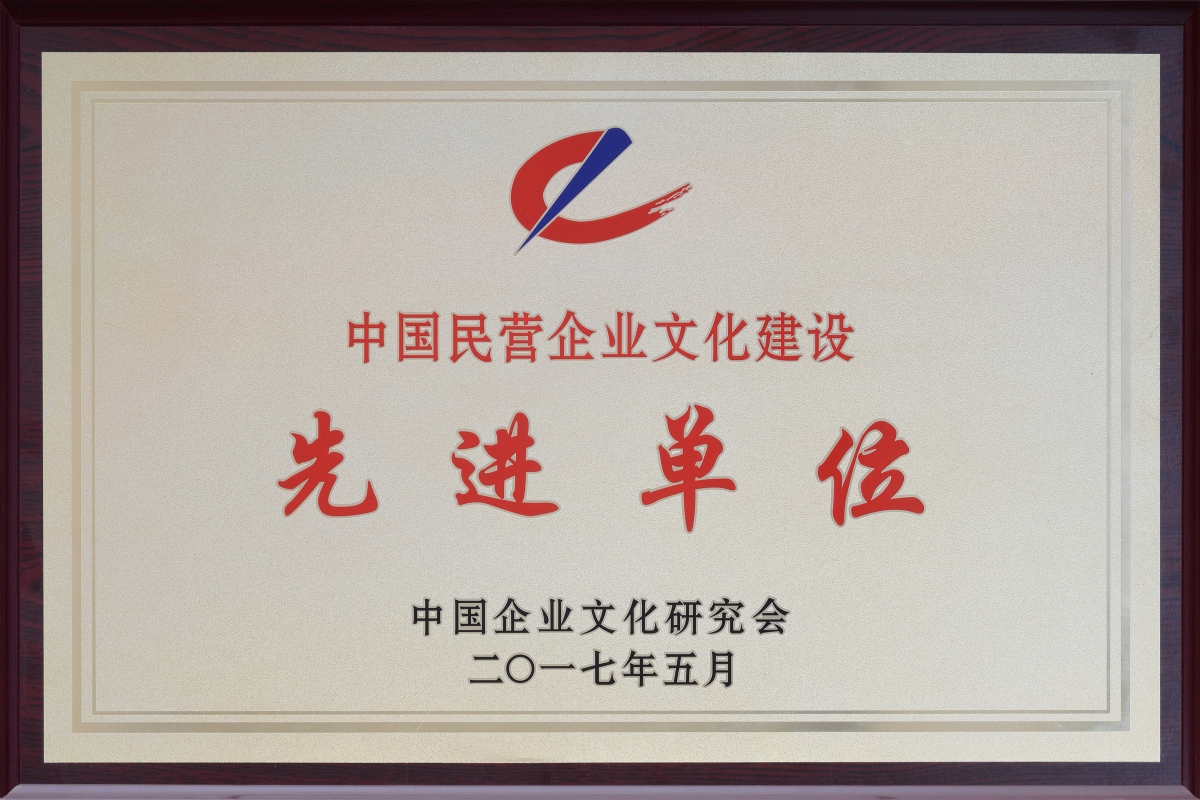 中国民营企业文化建设
先进单位
中国企业文化研究会
二〇一七年五月